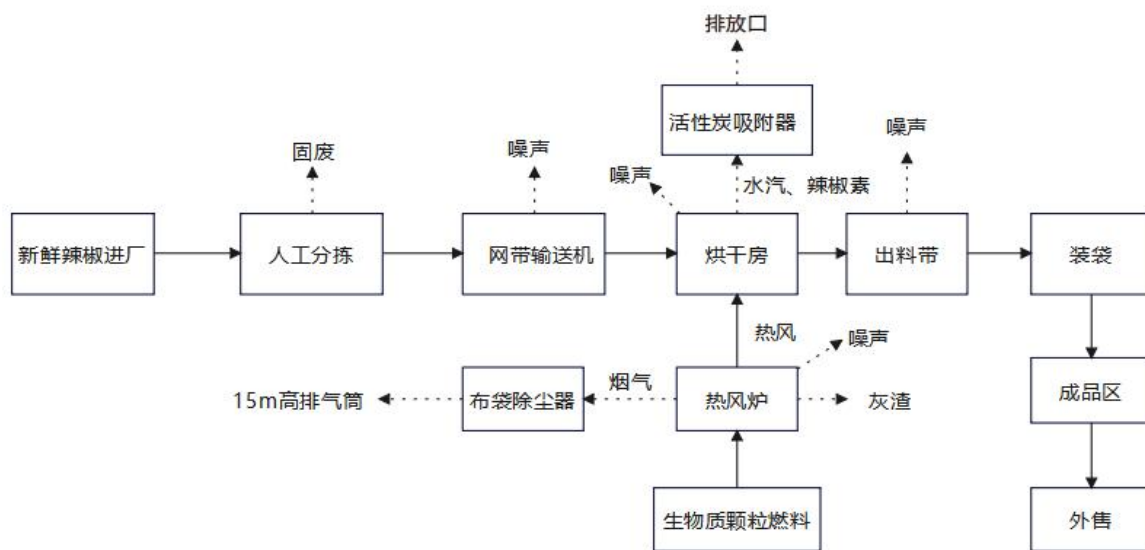 排放口
活性炭吸附器
噪声
固废
噪声
噪声
水汽、辣椒素
新鲜辣椒进厂
人工分拣
网带输送机
烘干房
出料带
装袋
热风
噪声
15m高排气筒
布袋除尘器
烟气
热风炉
灰渣
成品区
生物质颗粒燃料
外售